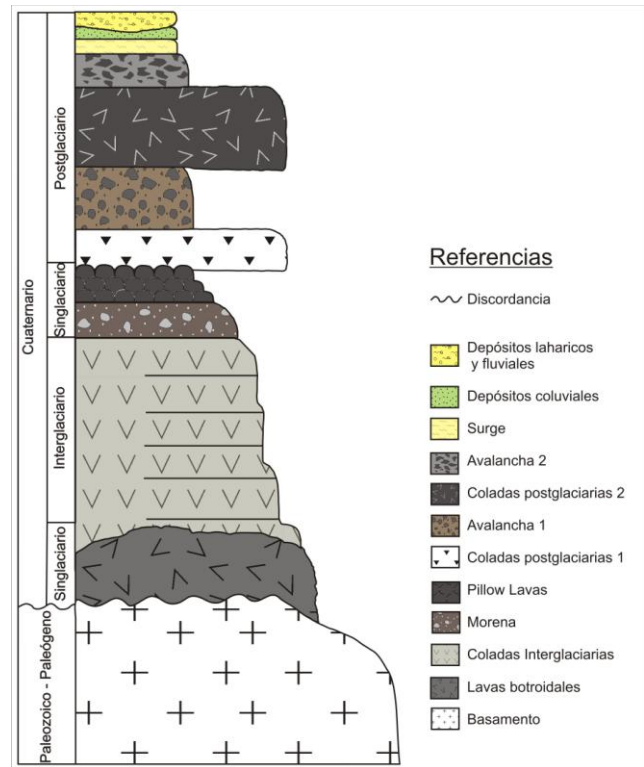 Cuaternario
Postglaciario
Singlaciario
Interglaciario
Singlaciario
Paleozoico - Paleógeno
Referencias
Discordancia
Depósitos laharicos
y fluviales
Depósitos coluviales
Surge
Avalancha 2
Coladas postglaciarias 2
Avalancha 1
Coladas postglaciarias 1
Pillow Lavas
Morena
Coladas Interglaciarias
Lavas botroidales
Basamento